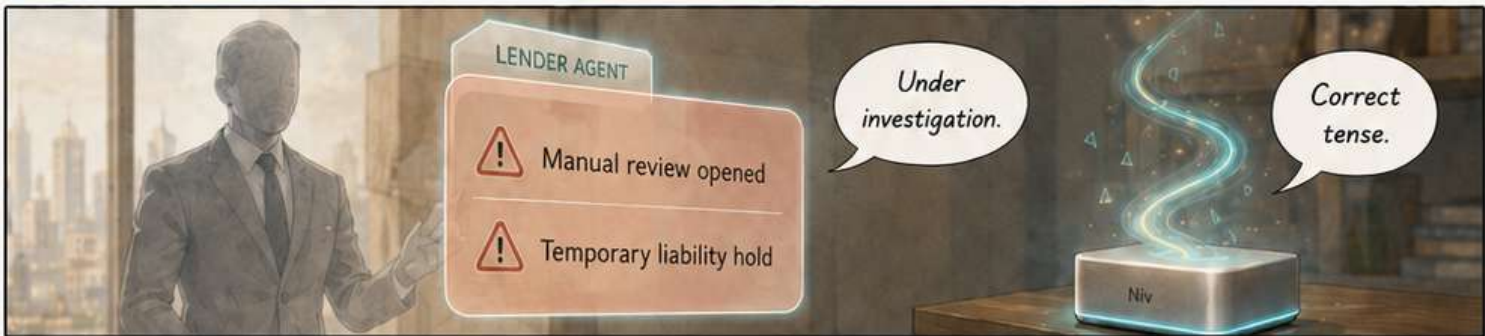 LENDER AGENT
Manual review opened
Temporary liability hold
Under
investigation.
Correct
tense.
Niv